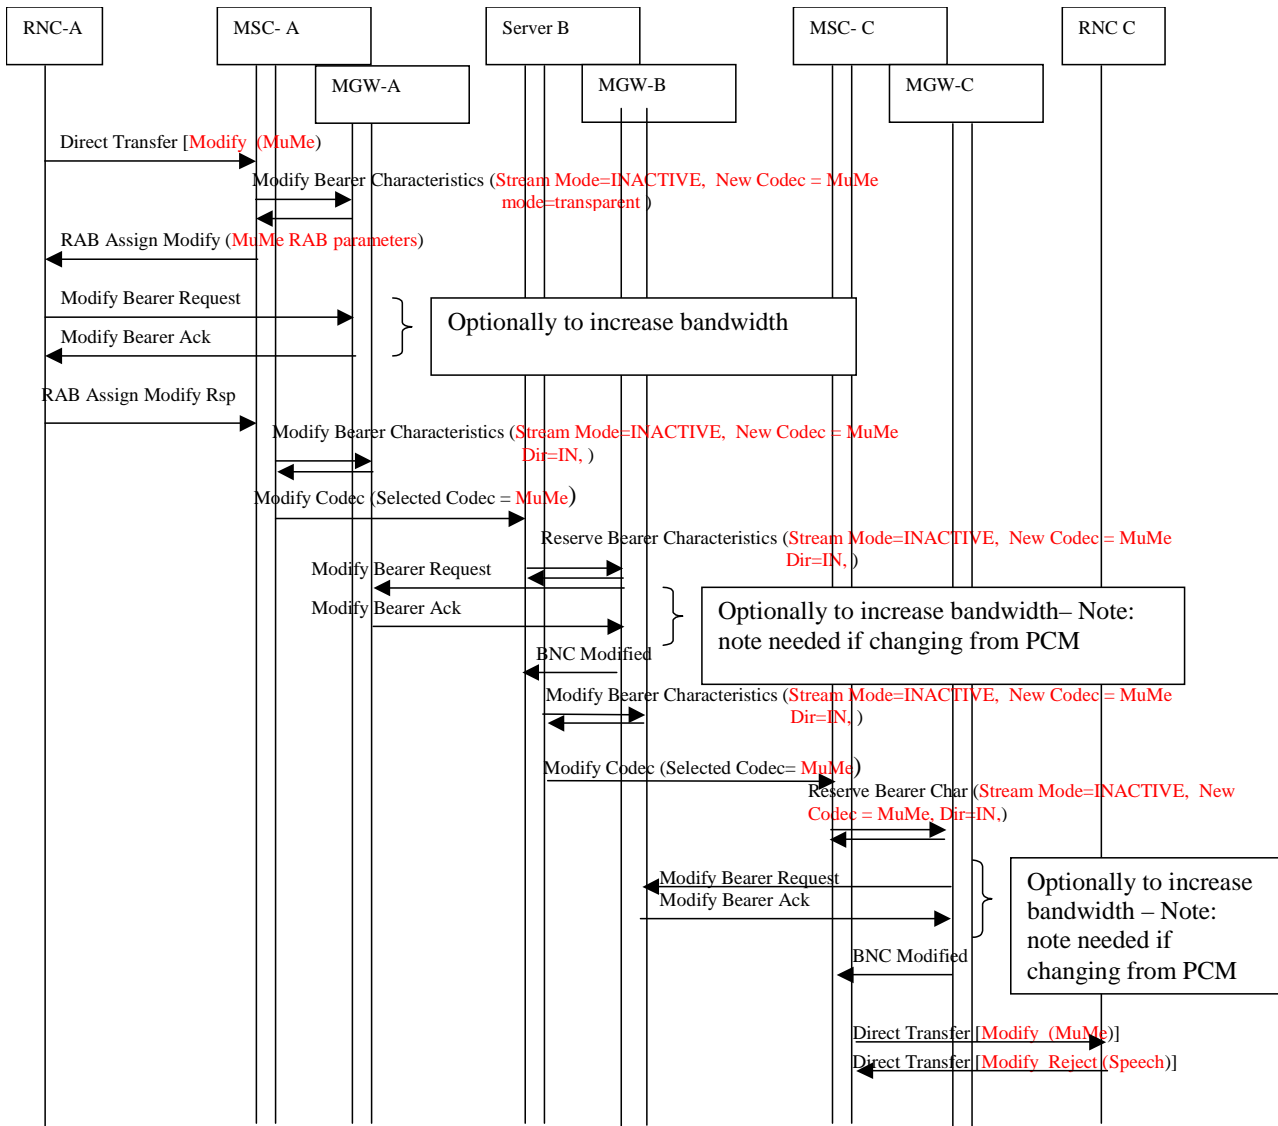 RNC-A
MSC- A
Server B
MSC- C
RNC C
MGW-A
MGW-B
MGW-C
Direct Transfer [Modify (MuMe)
Modify Bearer Characteristics (Stream Mode=INACTIVE, New Codec = MuMe
mode=transparent )
RAB Assign Modify (MuMe RAB parameters)
Modify Bearer Request
Optionally to increase bandwidth
Modify Bearer Ack
RAB Assign Modify Rsp
Modify Bearer Characteristics (Stream Mode=INACTIVE, New Codec = MuMe
Dir=IN, )
Modify Codec (Selected Codec = MuMe)
Reserve Bearer Characteristics (Stream Mode=INACTIVE, New Codec = MuMe
Dir=IN, )
Modify Bearer Request
Modify Bearer Ack
Optionally to increase bandwidth– Note:
note needed if changing from PCM
BNC Modified
Modify Bearer Characteristics (Stream Mode=INACTIVE, New Codec = MuMe
Dir=IN, )
Modify Codec (Selected Codec= MuMe)
Reserve Bearer Char (Stream Mode=INACTIVE, New
Codec = MuMe, Dir=IN,)
Modify Bearer Request
Modify Bearer Ack
Optionally to increase
bandwidth – Note:
note needed if
changing from PCM
BNC Modified
Direct Transfer [Modify (MuMe)]
Direct Transfer [Modify Reject (Speech)]